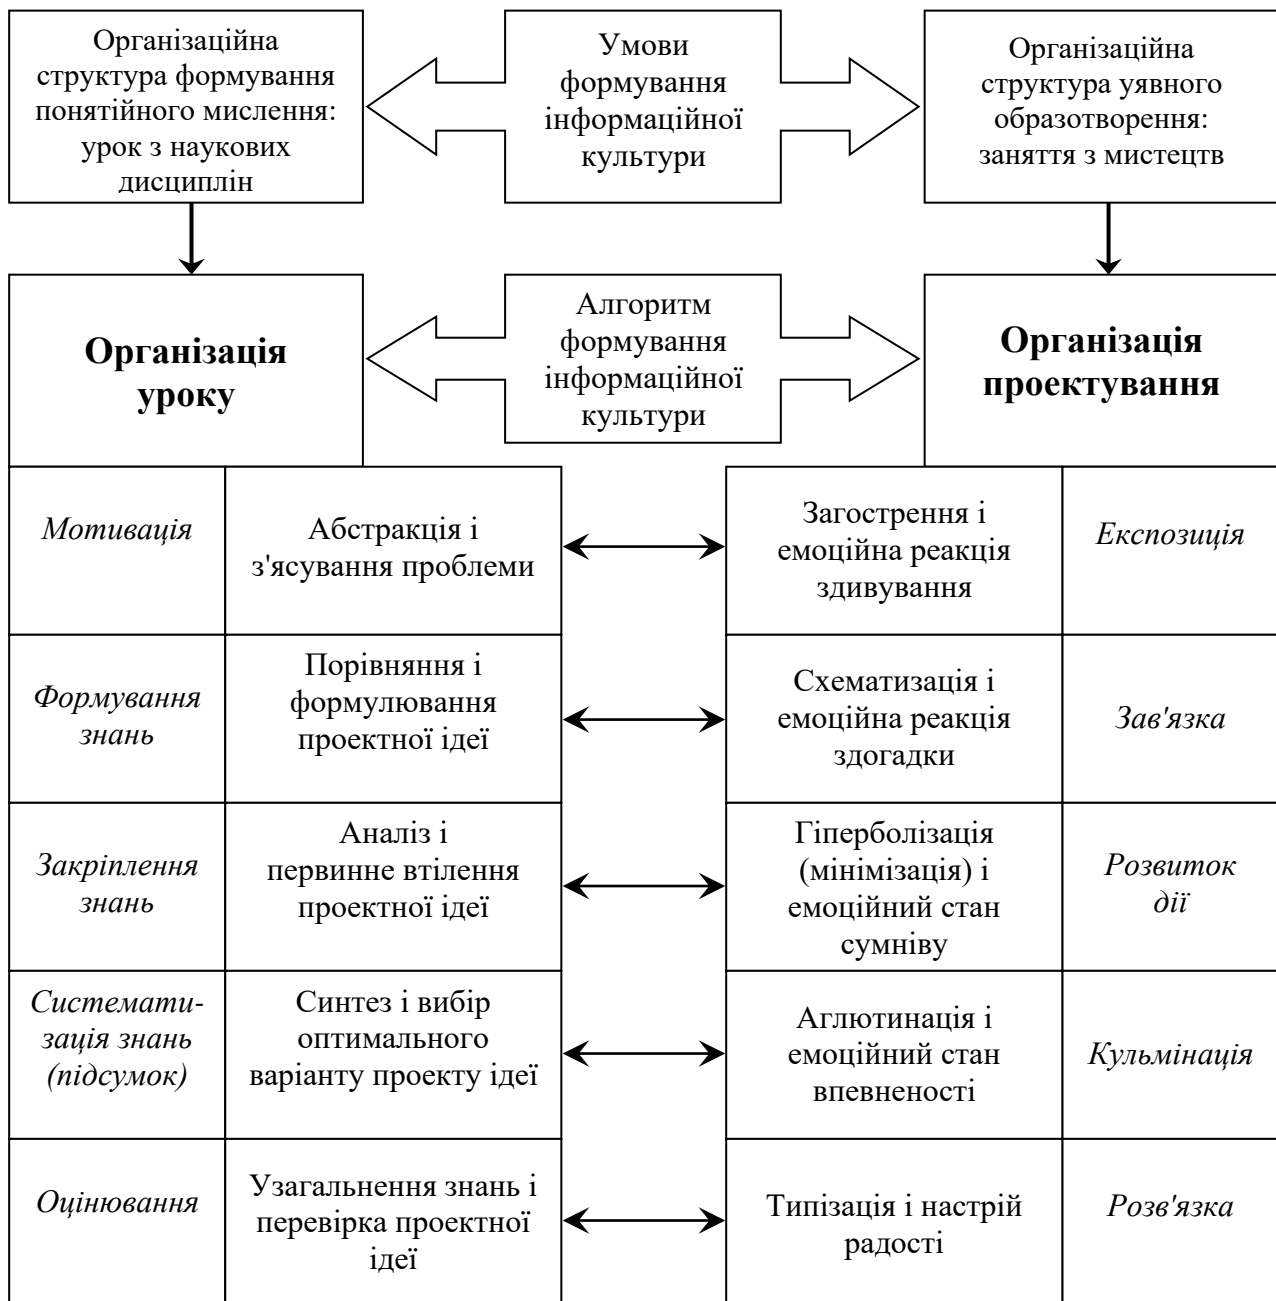 Організаційна
структура формування
понятійного мислення:
урок з наукових
дисциплін
Умови
формування
інформаційної
культури
Організаційна
структура уявного
образотворення:
заняття з мистецтв
Організація
уроку
Алгоритм
формування
інформаційної
культури
Організація
проектування
Мотивація
Абстракція і
з'ясування проблеми
Загострення і
емоційна реакція
здивування
Експозиція
Формування
знань
Порівняння і
формулювання
проектної ідеї
Схематизація і
емоційна реакція
здогадки
Зав'язка
Закріплення
знань
Аналіз і
первинне втілення
проектної ідеї
Гіперболізація
(мінімізація) і
емоційний стан
сумніву
Розвиток
дії
Системати-
зація знань
(підсумок)
Синтез і вибір
оптимального
варіанту проекту ідеї
Аглютинація і
емоційний стан
впевненості
Кульмінація
Оцінювання
Узагальнення знань і
перевірка проектної
ідеї
Типізація і настрій
радості
Розв'язка